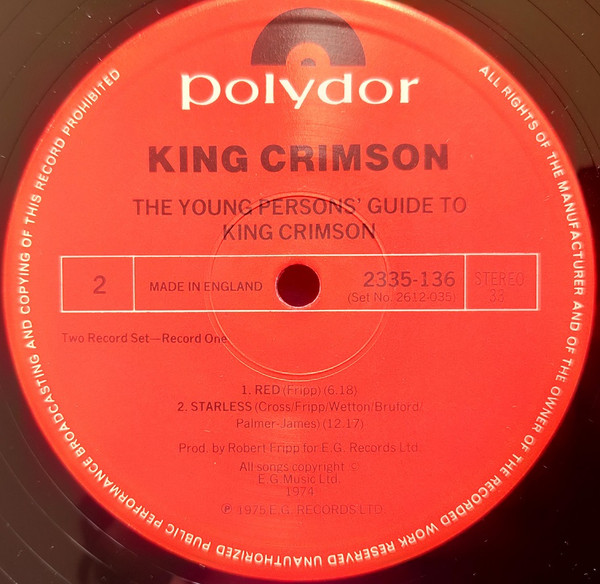 polydor
KING CRIMSON
THE YOUNG PERSONS' GUIDE TO
KING CRIMSON
2
MADE IN ENGLAND
2335-136
(Set No. 2612-035)
STEREO
33
Two Record Set—Record One
1. RED (Fripp) (6.18)
2. STARLESS (Cross/Fripp/Wetton/Bruford/
Palmer-James) (12.17)
Prod. by Robert Fripp for E.G. Records Ltd.
All songs copyright ©
E.G. Music Ltd.
1974
℗ 1975 E.G. RECORDS LTD.
ALL RIGHTS OF THE MANUFACTURER AND OF THE OWNER OF THE RECORDED WORK RESERVED UNAUTHORIZED PUBLIC PERFORMANCE BROADCASTING AND COPYING OF THIS RECORD PROHIBITED